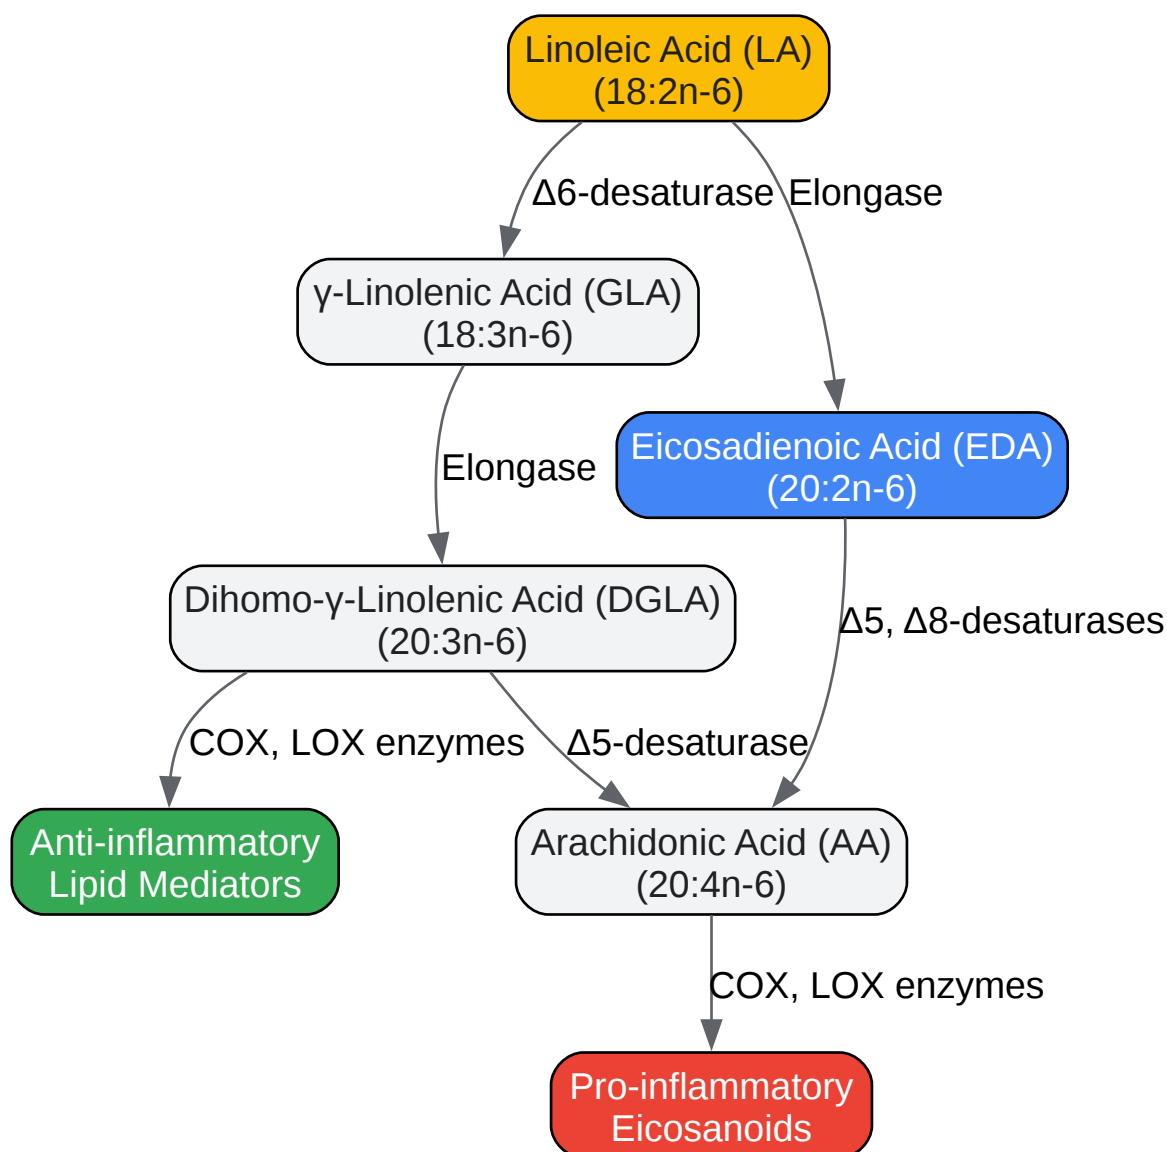 Linoleic Acid (LA)
(18:2n-6)
Δ6-desaturase
Elongase
γ-Linolenic Acid (GLA)
(18:3n-6)
Elongase
Eicosadienoic Acid (EDA)
(20:2n-6)
Dihomo-γ-Linolenic Acid (DGLA)
(20:3n-6)
Δ5, Δ8-desaturases
COX, LOX enzymes
Δ5-desaturase
Anti-inflammatory
Lipid Mediators
Arachidonic Acid (AA)
(20:4n-6)
COX, LOX enzymes
Pro-inflammatory
Eicosanoids